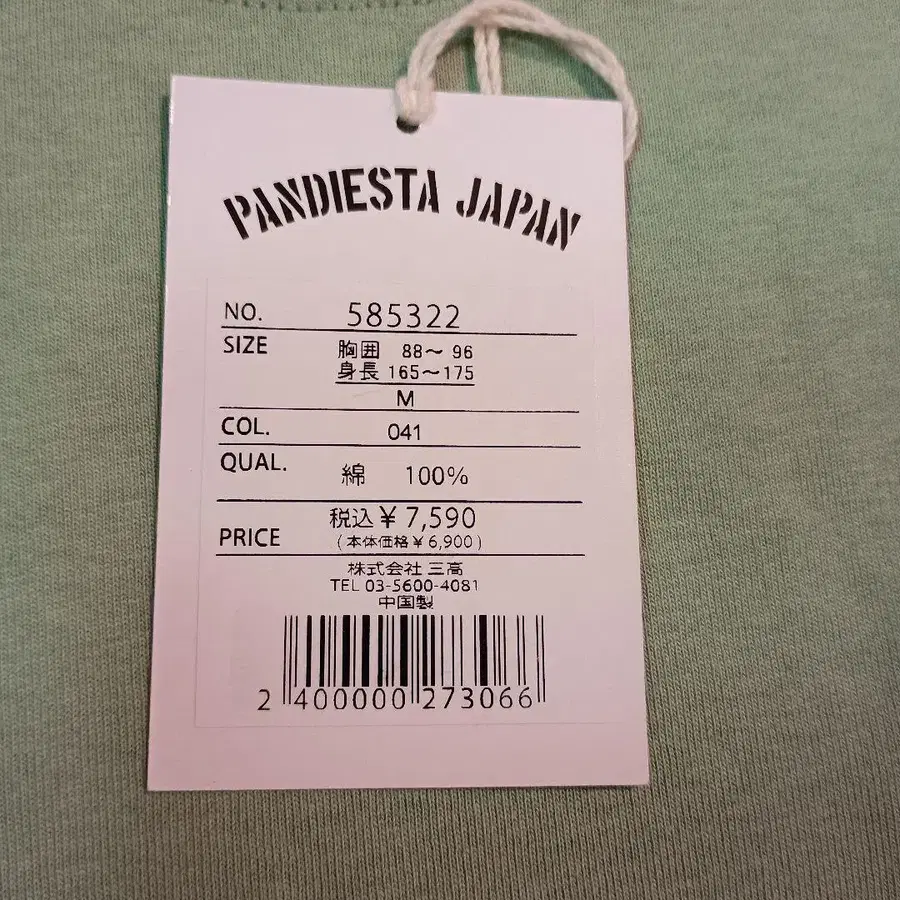 PANDIESTA JAPAN
NO. 585322
SIZE 胸囲 88～96
身長 165～175
M
COL. 041
QUAL. 綿 100%
税込￥7,590
PRICE (本体価格￥6,900)
株式会社 三高
TEL 03-5600-4081
中国製
2 400000 273066